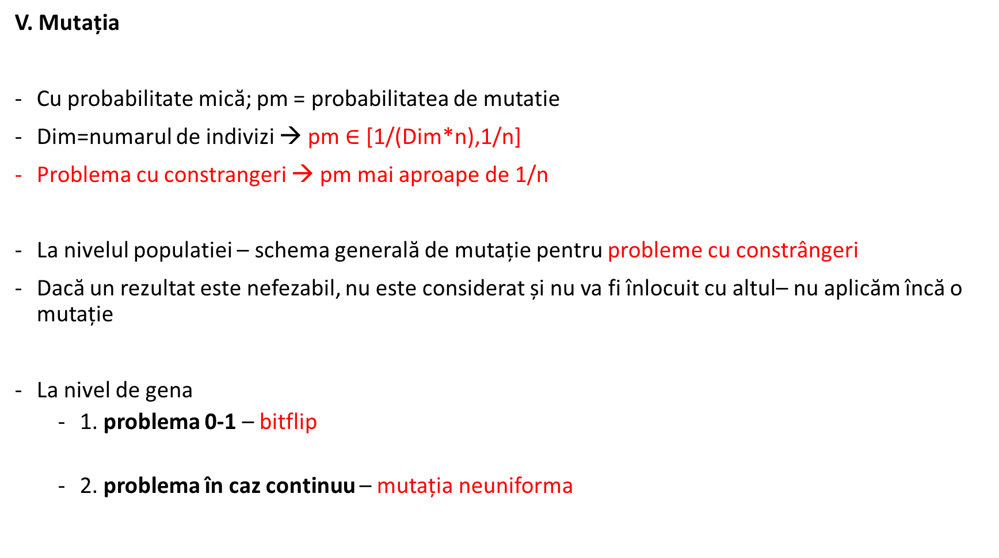 V. Mutația
- Cu probabilitate mică; pm = probabilitatea de mutatie
- Dim=numarul de indivizi → pm ∈ [1/(Dim*n),1/n]
- Problema cu constrangeri → pm mai aproape de 1/n
- La nivelul populatiei – schema generală de mutație pentru probleme cu constrângeri
- Dacă un rezultat este nefezabil, nu este considerat și nu va fi înlocuit cu altul– nu aplicăm încă o
mutație
- La nivel de gena
- 1. problema 0-1 – bitflip
- 2. problema în caz continuu – mutația neuniforma